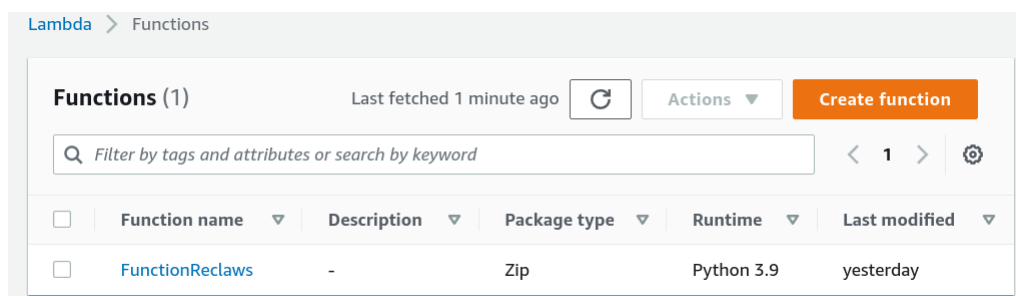 Lambda > Functions
Functions (1) Last fetched 1 minute ago Actions Create function
Filter by tags and attributes or search by keyword < 1 >
Function name Description Package type Runtime Last modified
FunctionReclaws - Zip Python 3.9 yesterday